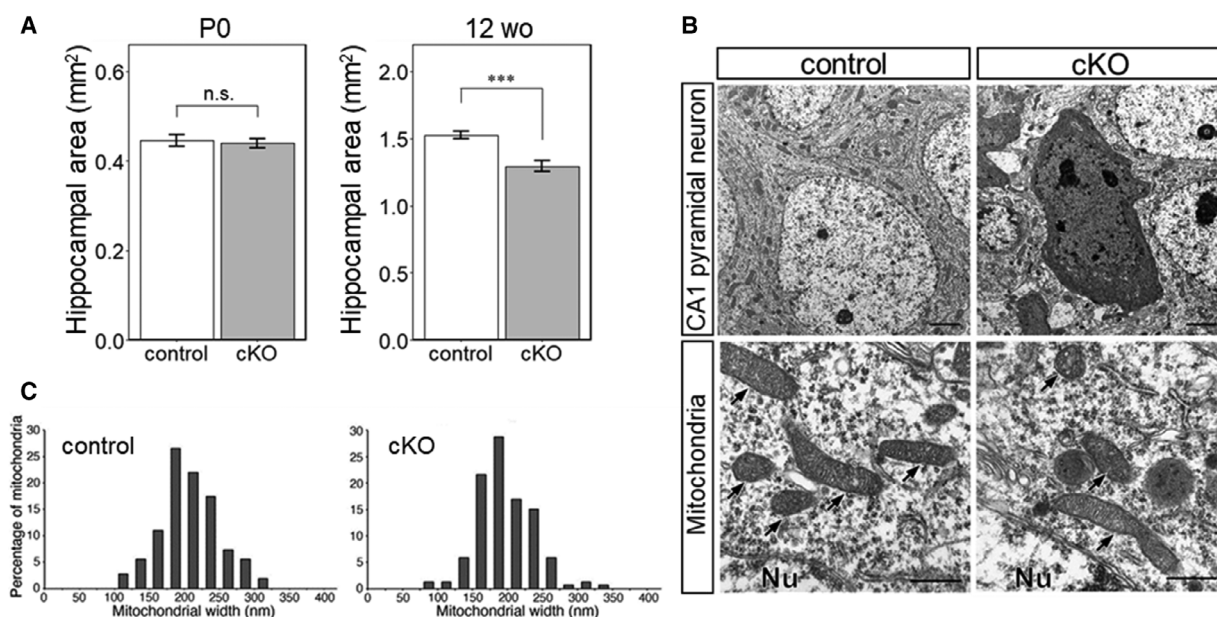 A
P0
12 wo
Hippocampal area (mm²)
0.6
0.4
0.2
0.0
n.s.
control
cKO
Hippocampal area (mm²)
2.0
1.5
1.0
0.5
0.0
***
control
cKO
B
control
cKO
CA1 pyramidal neuron
Mitochondria
Nu
Nu
C
Percentage of mitochondria
30
25
20
15
10
5
0
control
0 50 100 150 200 250 300 350 400
Mitochondrial width (nm)
30
25
20
15
10
5
0
cKO
0 50 100 150 200 250 300 350 400
Mitochondrial width (nm)